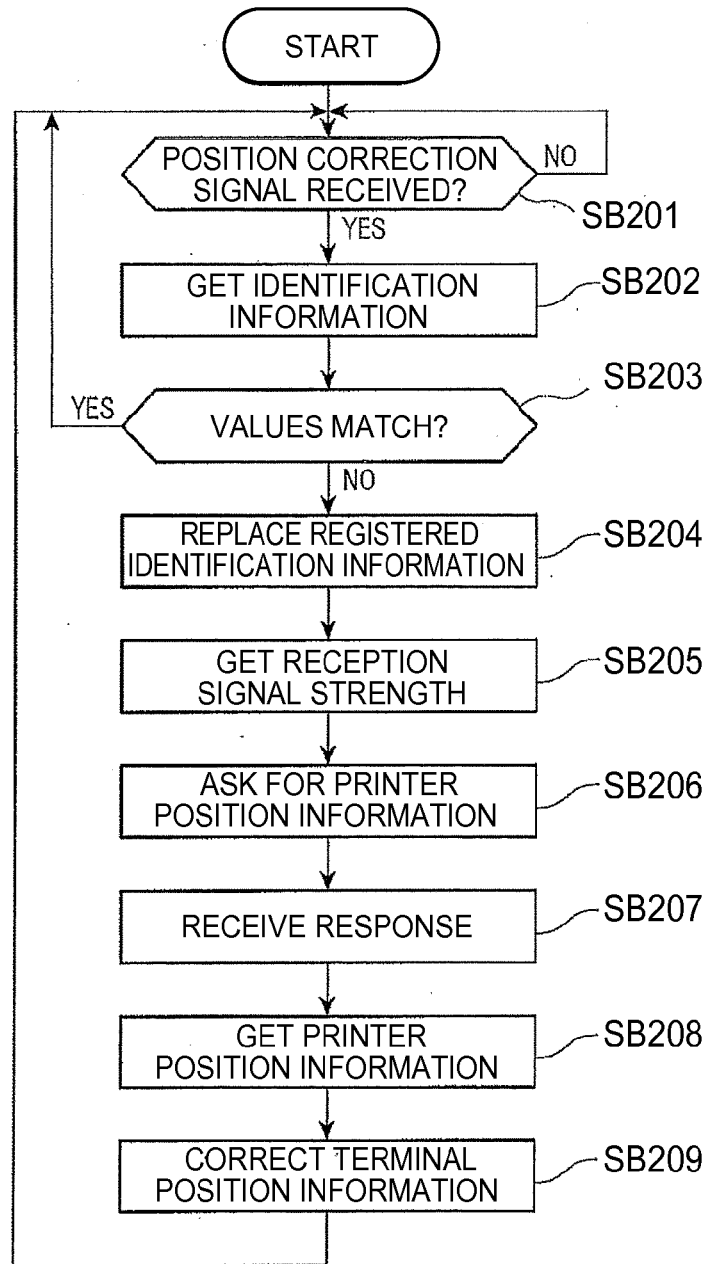 START
POSITION CORRECTION
SIGNAL RECEIVED?
NO
SB201
YES
GET IDENTIFICATION
INFORMATION
SB202
SB203
YES
VALUES MATCH?
NO
REPLACE REGISTERED
IDENTIFICATION INFORMATION
SB204
GET RECEPTION
SIGNAL STRENGTH
SB205
ASK FOR PRINTER
POSITION INFORMATION
SB206
RECEIVE RESPONSE
SB207
GET PRINTER
POSITION INFORMATION
SB208
CORRECT TERMINAL
POSITION INFORMATION
SB209